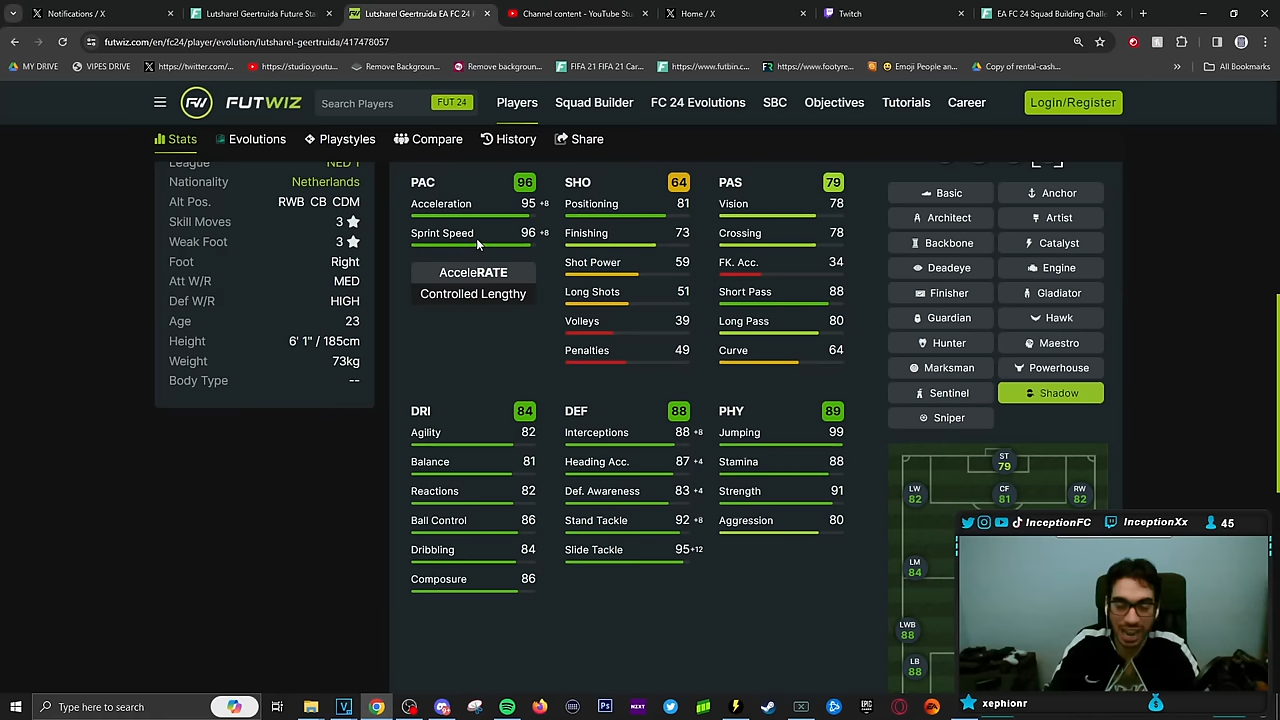 Notifications / X
Lutsharel Geertruida Future Sta
Lutsharel Geertruida EA FC 24 F
Channel content - YouTube Stu
Home / X
Twitch
EA FC 24 Squad Building Challe
futwiz.com/en/fc24/player/evolution/lutsharel-geertruida/417478057
MY DRIVE
VIPES DRIVE
https://twitter.com/...
https://studio.youtu...
Remove Backgroun...
Remove backgroun...
FIFA 21 FIFA 21 Car...
https://www.futbin.c...
https://www.footyre...
Emoji People an...
Copy of rental-cash...
All Bookmarks
FW FUTWIZ
Search Players
FUT 24
Players
Squad Builder
FC 24 Evolutions
SBC
Objectives
Tutorials
Career
Login/Register
Stats
Evolutions
Playstyles
Compare
History
Share
League NED 1
Nationality Netherlands
Alt Pos. RWB CB CDM
Skill Moves 3
Weak Foot 3
Foot Right
Att W/R MED
Def W/R HIGH
Age 23
Height 6' 1" / 185cm
Weight 73kg
Body Type --
PAC 96
Acceleration 95 +8
Sprint Speed 96 +8
AcceleRATE
Controlled Lengthy
SHO 64
Positioning 81
Finishing 73
Shot Power 59
Long Shots 51
Volleys 39
Penalties 49
PAS 79
Vision 78
Crossing 78
FK. Acc. 34
Short Pass 88
Long Pass 80
Curve 64
DRI 84
Agility 82
Balance 81
Reactions 82
Ball Control 86
Dribbling 84
Composure 86
DEF 88
Interceptions 88 +8
Heading Acc. 87 +4
Def. Awareness 83 +4
Stand Tackle 92 +8
Slide Tackle 95+12
PHY 89
Jumping 99
Stamina 88
Strength 91
Aggression 80
Basic
Anchor
Architect
Artist
Backbone
Catalyst
Deadeye
Engine
Finisher
Gladiator
Guardian
Hawk
Hunter
Maestro
Marksman
Powerhouse
Sentinel
Shadow
Sniper
ST
79
LW
82
CF
81
RW
82
LM
84
LWB
88
LB
88
InceptionFC
InceptionXx
45
xephionr
Type here to search